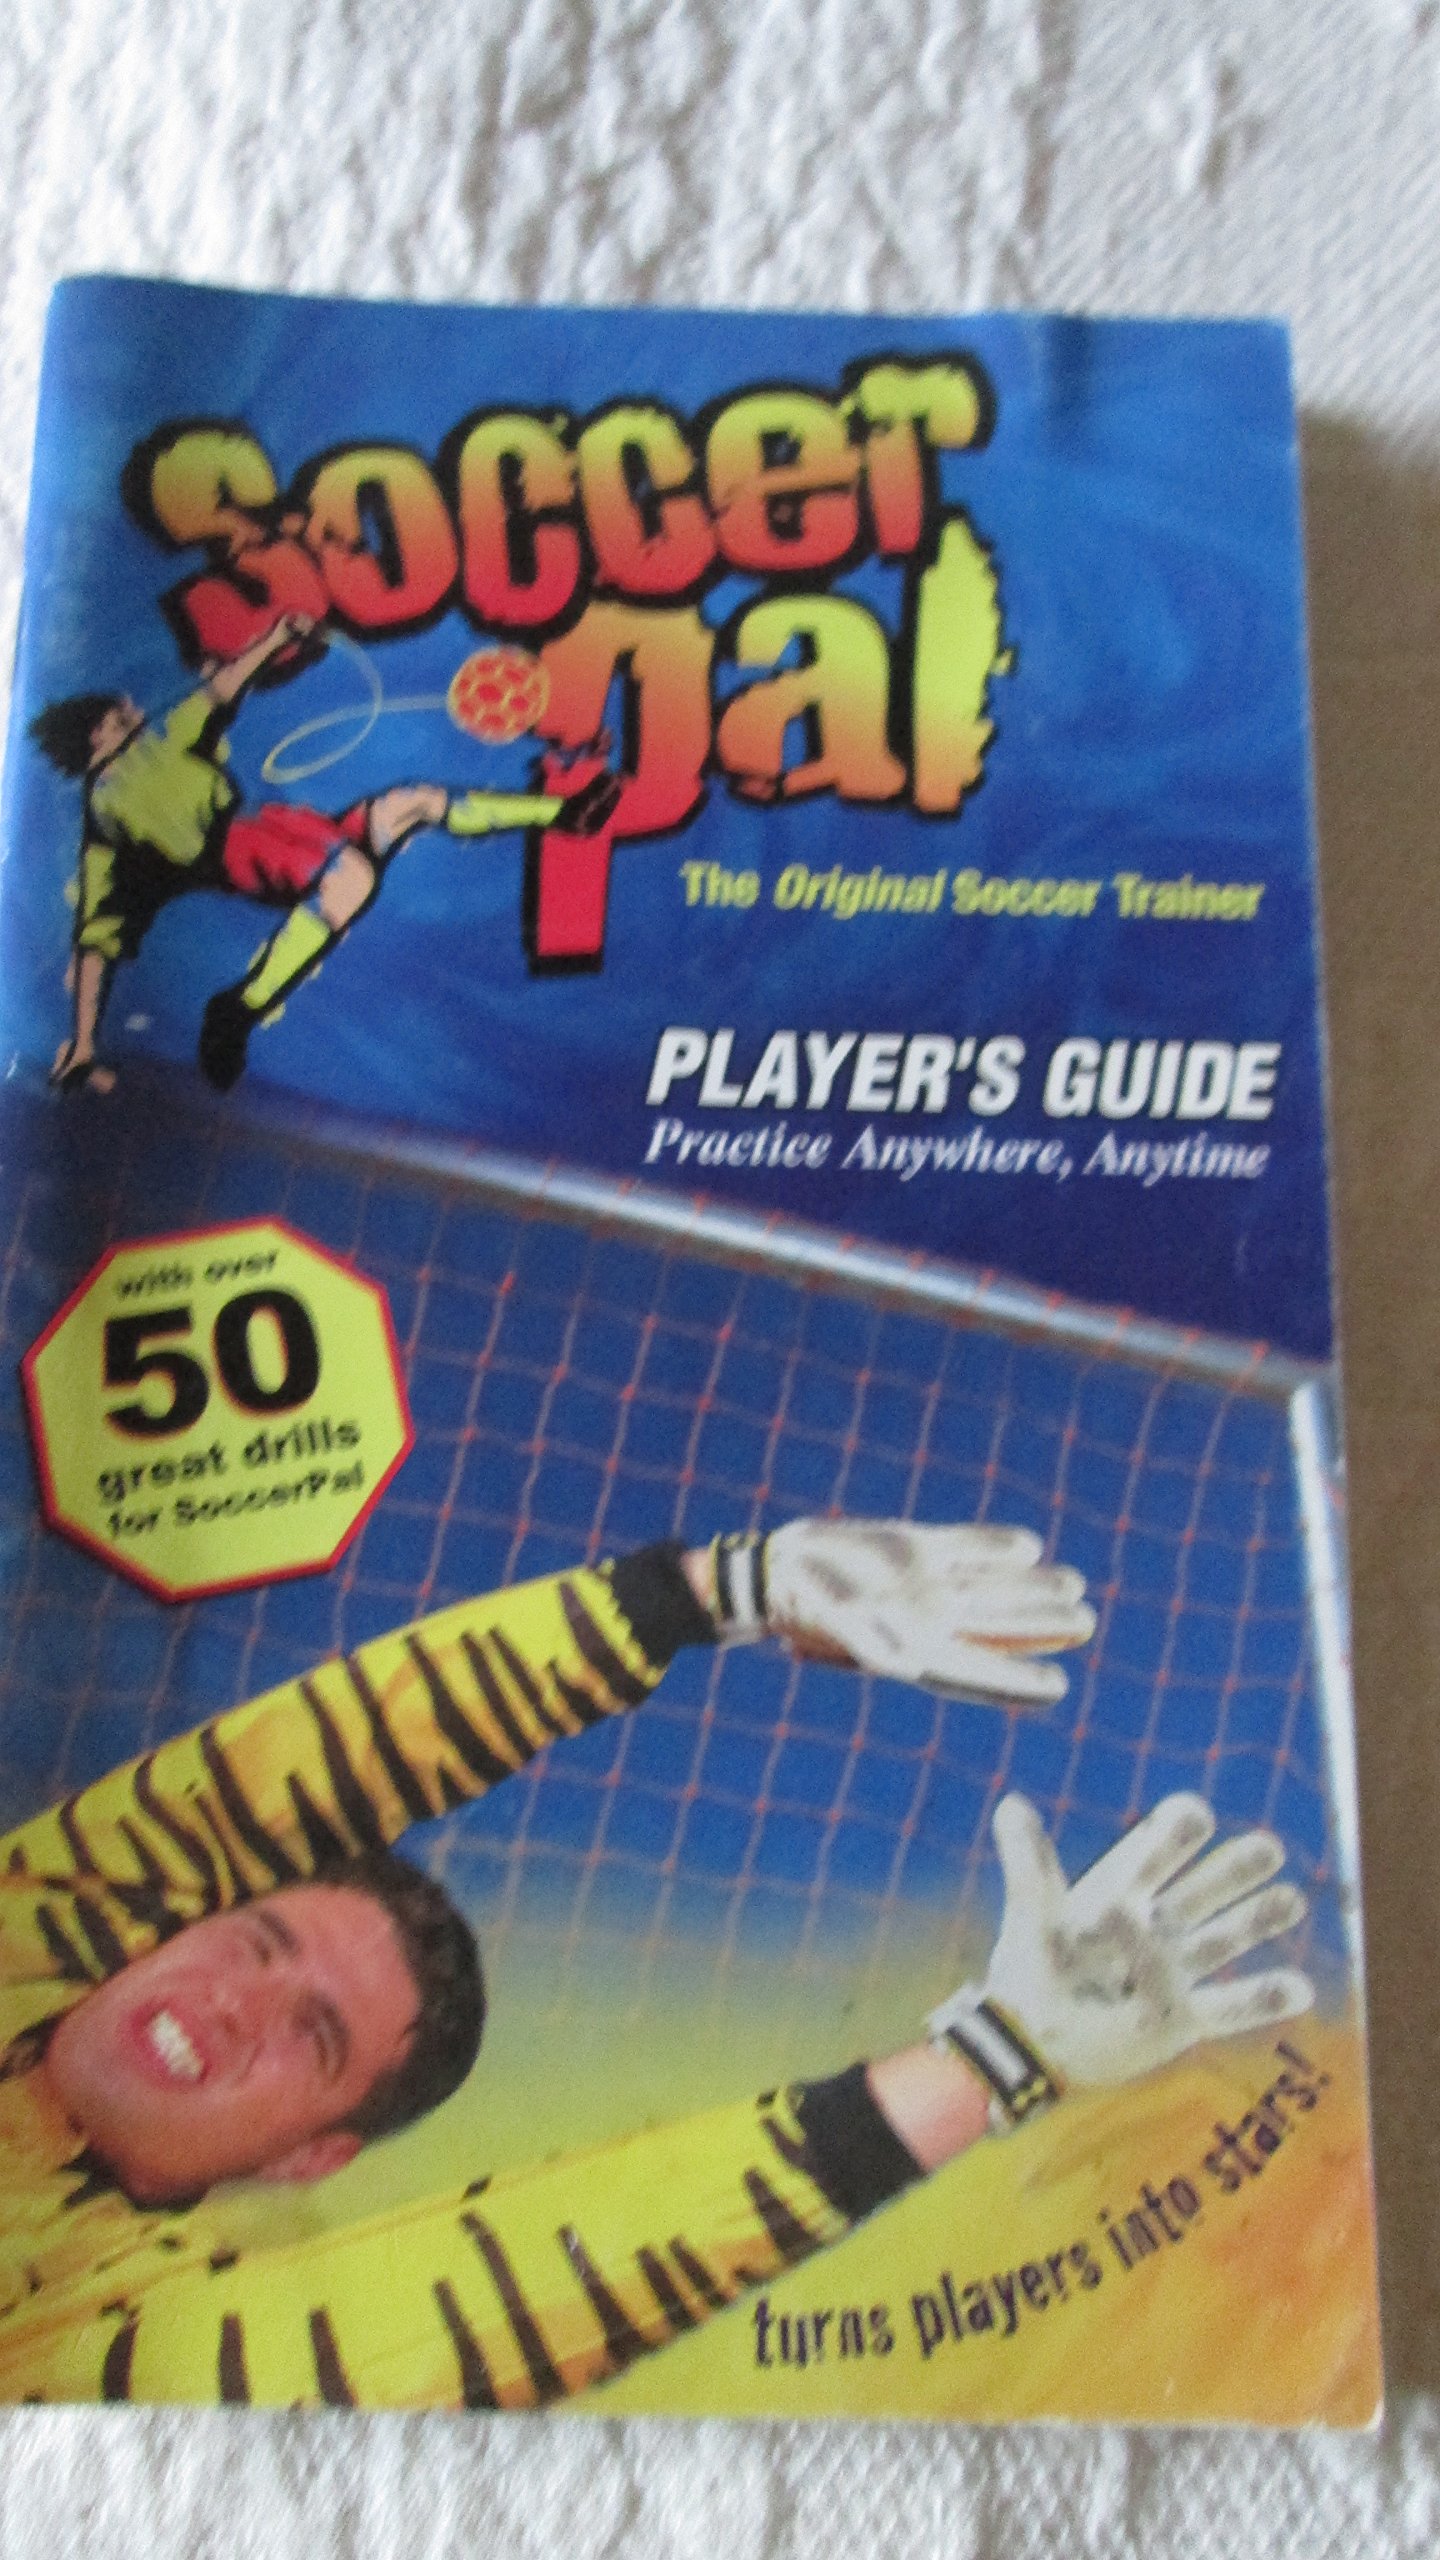 Soccer
Pal
The Original Soccer Trainer
PLAYER'S GUIDE
Practice Anywhere, Anytime
with over
50
great drills
for SoccerPal
turns players into stars!